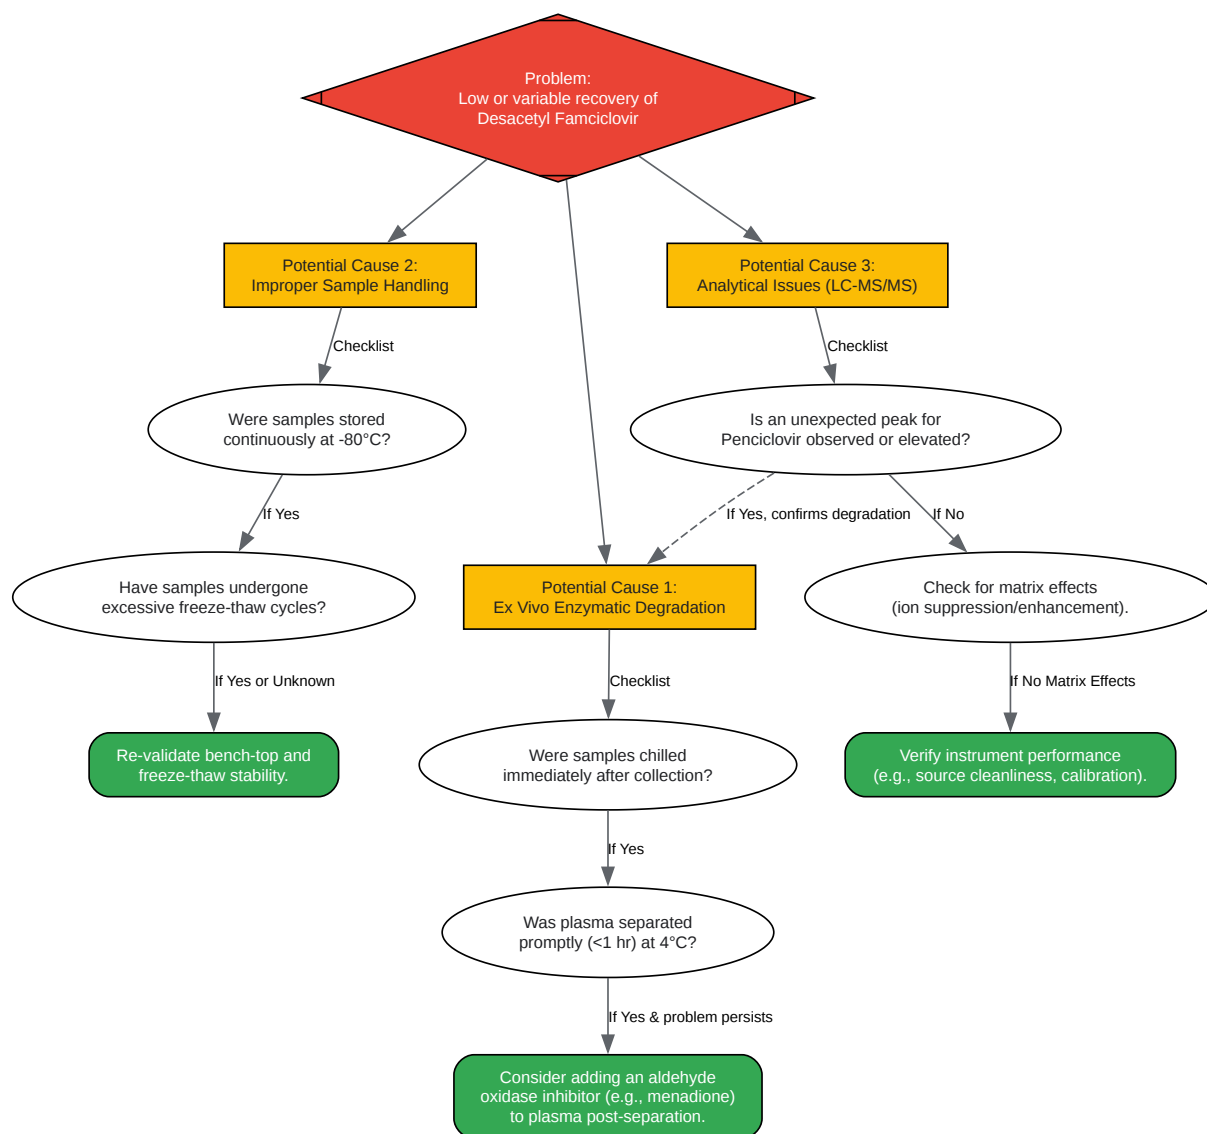 Problem:
Low or variable recovery of
Desacetyl Famciclovir
Potential Cause 2:
Improper Sample Handling
Potential Cause 3:
Analytical Issues (LC-MS/MS)
Checklist
Checklist
Were samples stored
continuously at -80°C?
Is an unexpected peak for
Penciclovir observed or elevated?
If Yes
If Yes, confirms degradation
If No
Have samples undergone
excessive freeze-thaw cycles?
Potential Cause 1:
Ex Vivo Enzymatic Degradation
Check for matrix effects
(ion suppression/enhancement).
If Yes or Unknown
Checklist
If No Matrix Effects
Re-validate bench-top and
freeze-thaw stability.
Were samples chilled
immediately after collection?
Verify instrument performance
(e.g., source cleanliness, calibration).
If Yes
Was plasma separated
promptly (<1 hr) at 4°C?
If Yes & problem persists
Consider adding an aldehyde
oxidase inhibitor (e.g., menadione)
to plasma post-separation.